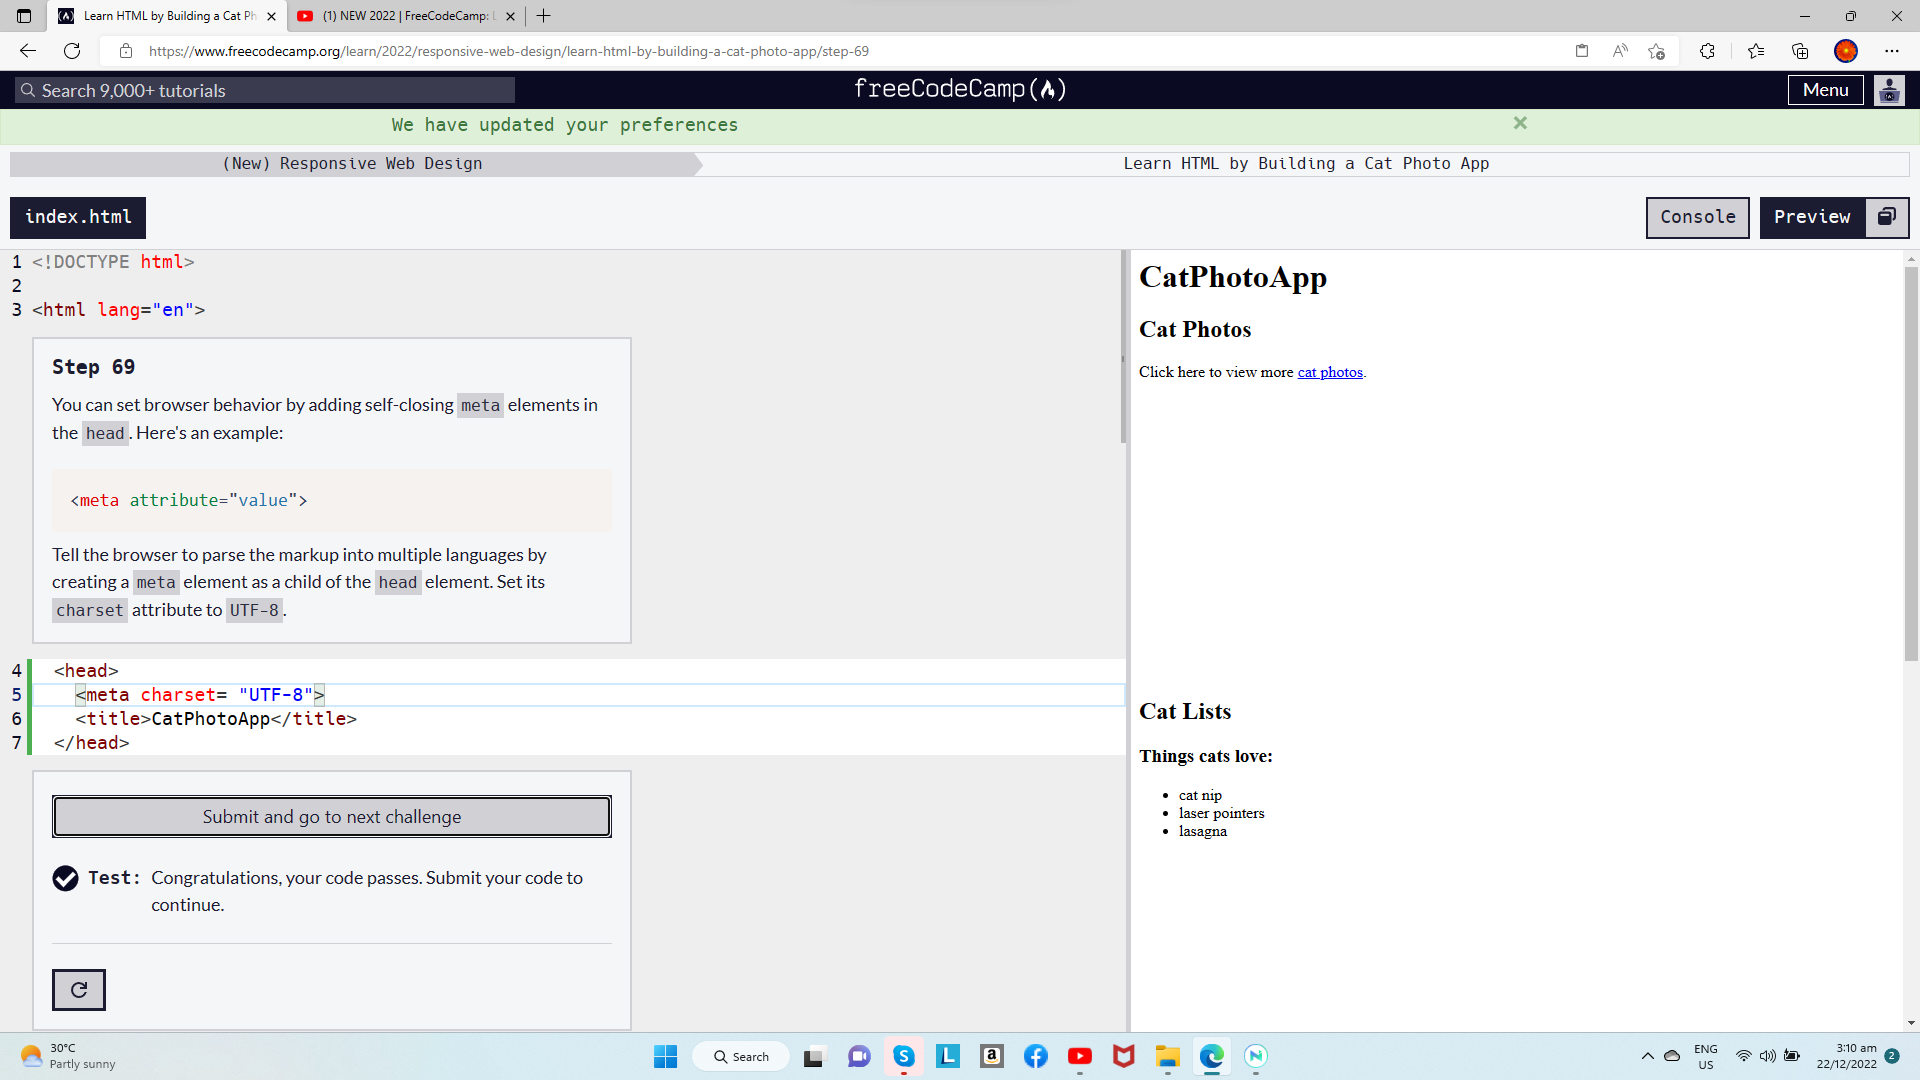 Learn HTML by Building a Cat Ph
(1) NEW 2022 | FreeCodeCamp: L
https://www.freecodecamp.org/learn/2022/responsive-web-design/learn-html-by-building-a-cat-photo-app/step-69
Search 9,000+ tutorials
freeCodeCamp
Menu
We have updated your preferences
(New) Responsive Web Design
Learn HTML by Building a Cat Photo App
index.html
Console
Preview
1 <!DOCTYPE html>
2
3 <html lang="en">
Step 69
You can set browser behavior by adding self-closing meta elements in
the head. Here's an example:
<meta attribute="value">
Tell the browser to parse the markup into multiple languages by
creating a meta element as a child of the head element. Set its
charset attribute to UTF-8.
4 <head>
5 <meta charset= "UTF-8">
6 <title>CatPhotoApp</title>
7 </head>
Submit and go to next challenge
Test: Congratulations, your code passes. Submit your code to
continue.
CatPhotoApp
Cat Photos
Click here to view more cat photos.
Cat Lists
Things cats love:
cat nip
laser pointers
lasagna
30°C
Partly sunny
Search
ENG
US
3:10 am
22/12/2022
2